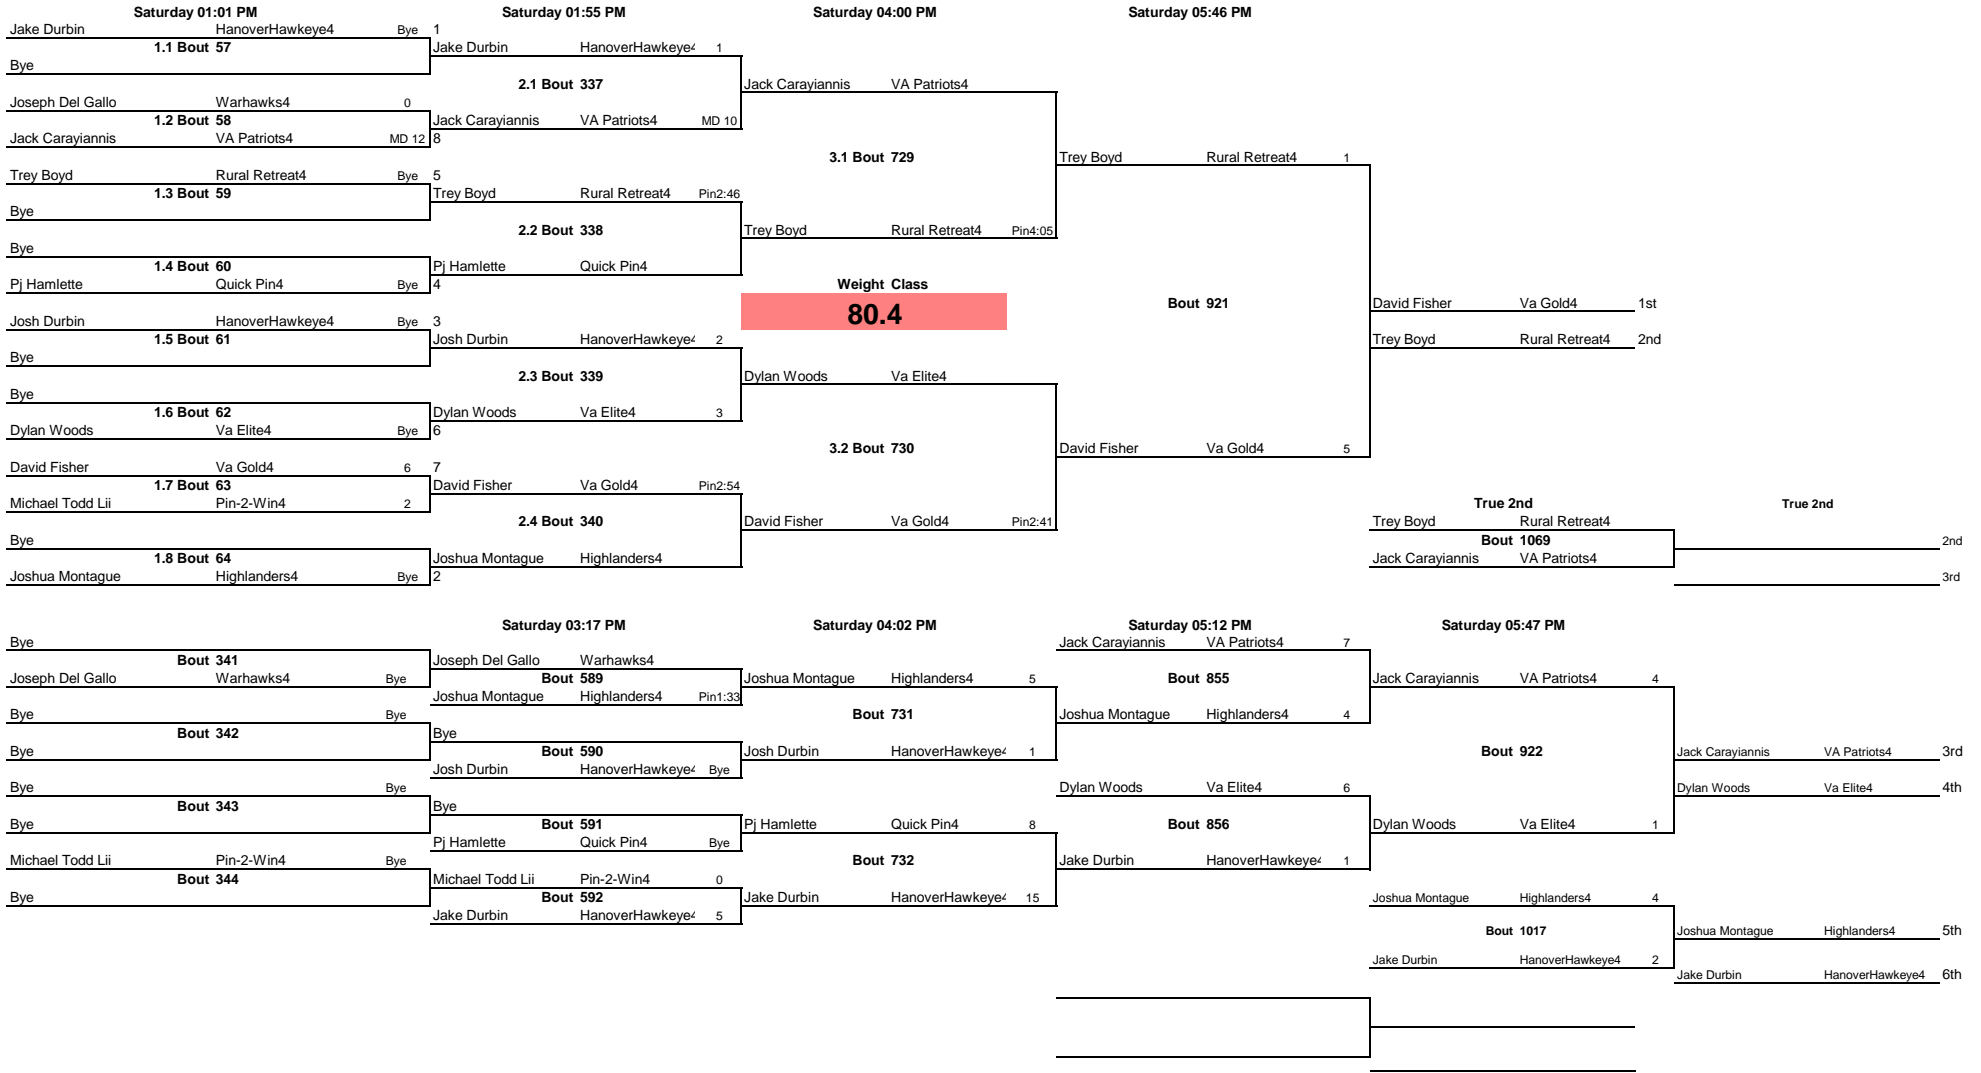 Saturday 01:01 PM Saturday 01:55 PM Saturday 04:00 PM Saturday 05:46 PM
Jake Durbin HanoverHawkeye4 Bye 1
1.1 Bout 57 Jake Durbin HanoverHawkeye4 1
Bye
2.1 Bout 337 Jack Carayiannis VA Patriots4
Joseph Del Gallo Warhawks4 0
1.2 Bout 58 Jack Carayiannis VA Patriots4 MD 10
Jack Carayiannis VA Patriots4 MD 12 8
3.1 Bout 729 Trey Boyd Rural Retreat4 1
Trey Boyd Rural Retreat4 Bye 5
1.3 Bout 59 Trey Boyd Rural Retreat4 Pin2:46
Bye
2.2 Bout 338 Trey Boyd Rural Retreat4 Pin4:05
Bye
1.4 Bout 60 Pj Hamlette Quick Pin4
Pj Hamlette Quick Pin4 Bye 4 Weight Class
80.4 Bout 921 David Fisher Va Gold4 1st
Josh Durbin HanoverHawkeye4 Bye 3
1.5 Bout 61 Josh Durbin HanoverHawkeye4 2 Trey Boyd Rural Retreat4 2nd
Bye
2.3 Bout 339 Dylan Woods Va Elite4
Bye
1.6 Bout 62 Dylan Woods Va Elite4 3
Dylan Woods Va Elite4 Bye 6
3.2 Bout 730 David Fisher Va Gold4 5
David Fisher Va Gold4 6 7
1.7 Bout 63 David Fisher Va Gold4 Pin2:54
Michael Todd Lii Pin-2-Win4 2 True 2nd True 2nd
2.4 Bout 340 David Fisher Va Gold4 Pin2:41 Trey Boyd Rural Retreat4
Bye Bout 1069 2nd
1.8 Bout 64 Joshua Montague Highlanders4 Jack Carayiannis VA Patriots4
Joshua Montague Highlanders4 Bye 2 3rd
Saturday 03:17 PM Saturday 04:02 PM Saturday 05:12 PM Saturday 05:47 PM
Bye Jack Carayiannis VA Patriots4 7
Bout 341 Joseph Del Gallo Warhawks4
Joseph Del Gallo Warhawks4 Bye Bout 589 Joshua Montague Highlanders4 5 Bout 855 Jack Carayiannis VA Patriots4 4
Joshua Montague Highlanders4 Pin1:33
Bye Bye Bout 731 Joshua Montague Highlanders4 4
Bout 342 Bye
Bye Bout 590 Josh Durbin HanoverHawkeye4 1 Bout 922 Jack Carayiannis VA Patriots4 3rd
Josh Durbin HanoverHawkeye4 Bye
Bye Bye Dylan Woods Va Elite4 6 Dylan Woods Va Elite4 4th
Bout 343 Bye
Bye Bout 591 Pj Hamlette Quick Pin4 8 Bout 856 Dylan Woods Va Elite4 1
Pj Hamlette Quick Pin4 Bye
Michael Todd Lii Pin-2-Win4 Bye Bout 732 Jake Durbin HanoverHawkeye4 1
Bout 344 Michael Todd Lii Pin-2-Win4 0
Bye Bout 592 Jake Durbin HanoverHawkeye4 15 Joshua Montague Highlanders4 4
Jake Durbin HanoverHawkeye4 5
Bout 1017 Joshua Montague Highlanders4 5th
Jake Durbin HanoverHawkeye4 2
Jake Durbin HanoverHawkeye4 6th